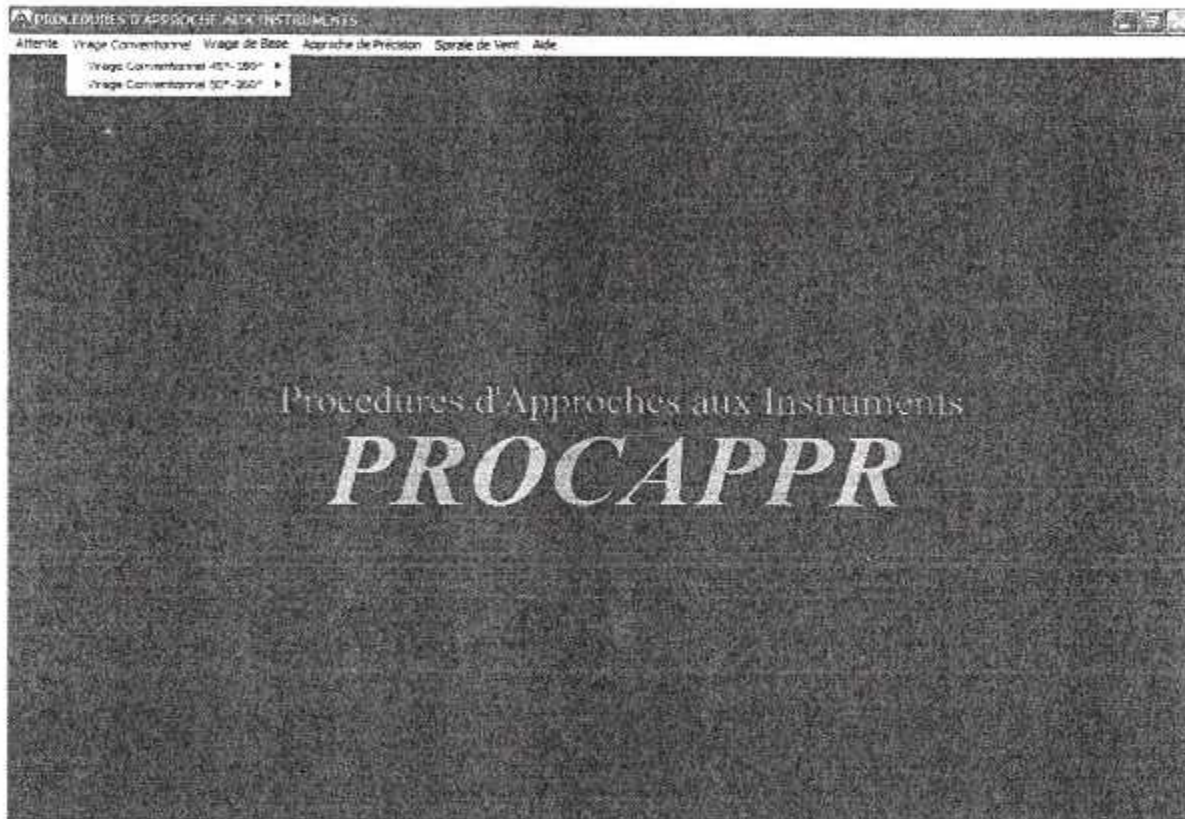 PROCEDURES D'APPROCHE AUX INSTRUMENTS
Attente Virage Conventionnel Virage de Base Approche de Précision Spirale de Vent Aide
Virage Conventionnel 45°-180°
Virage Conventionnel 80°-260°
Procedures d'Approches aux Instruments
PROCAPPR